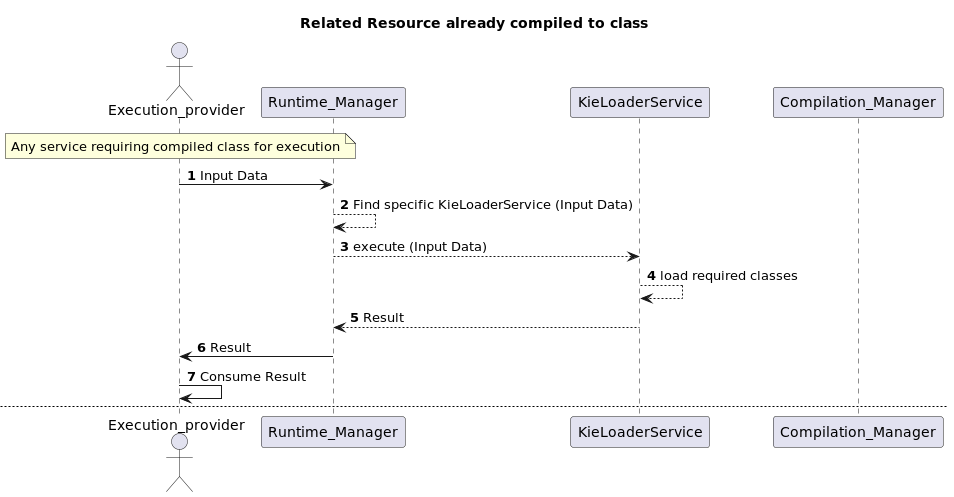 Related Resource already compiled to class
Execution_provider
Runtime_Manager
KieLoaderService
Compilation_Manager
Any service requiring compiled class for execution
1 Input Data
2 Find specific KieLoaderService (Input Data)
3 execute (Input Data)
4 load required classes
5 Result
6 Result
7 Consume Result
Execution_provider
Runtime_Manager
KieLoaderService
Compilation_Manager